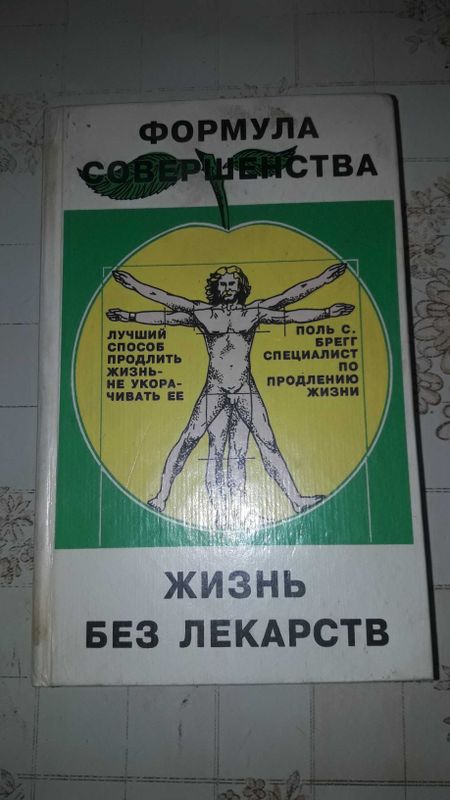 ФОРМУЛА
СОВЕРШЕНСТВА
ЛУЧШИЙ
СПОСОБ
ПРОДЛИТЬ
ЖИЗНЬ-
НЕ УКОРА-
ЧИВАТЬ ЕЕ
ПОЛЬ С.
БРЕГГ
СПЕЦИАЛИСТ
ПО
ПРОДЛЕНИЮ
ЖИЗНИ
ЖИЗНЬ
БЕЗ ЛЕКАРСТВ